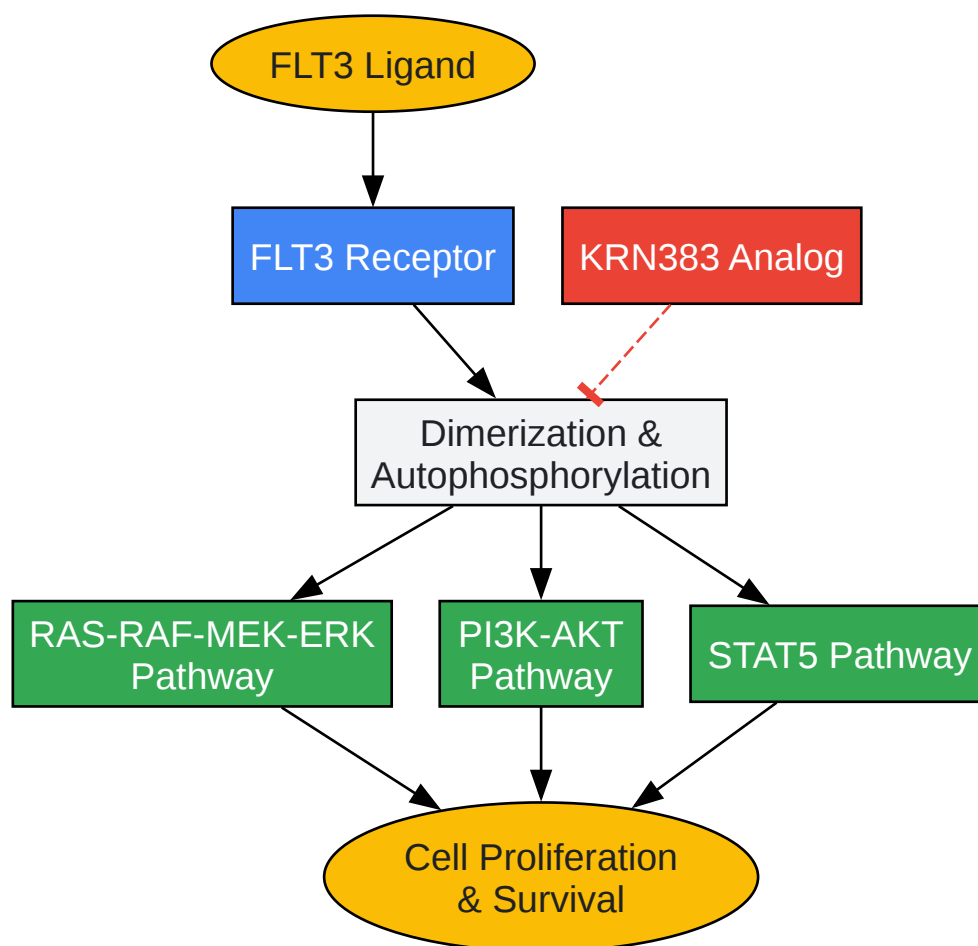 FLT3 Ligand
FLT3 Receptor
KRN383 Analog
Dimerization &
Autophosphorylation
RAS-RAF-MEK-ERK
Pathway
PI3K-AKT
Pathway
STAT5 Pathway
Cell Proliferation
& Survival